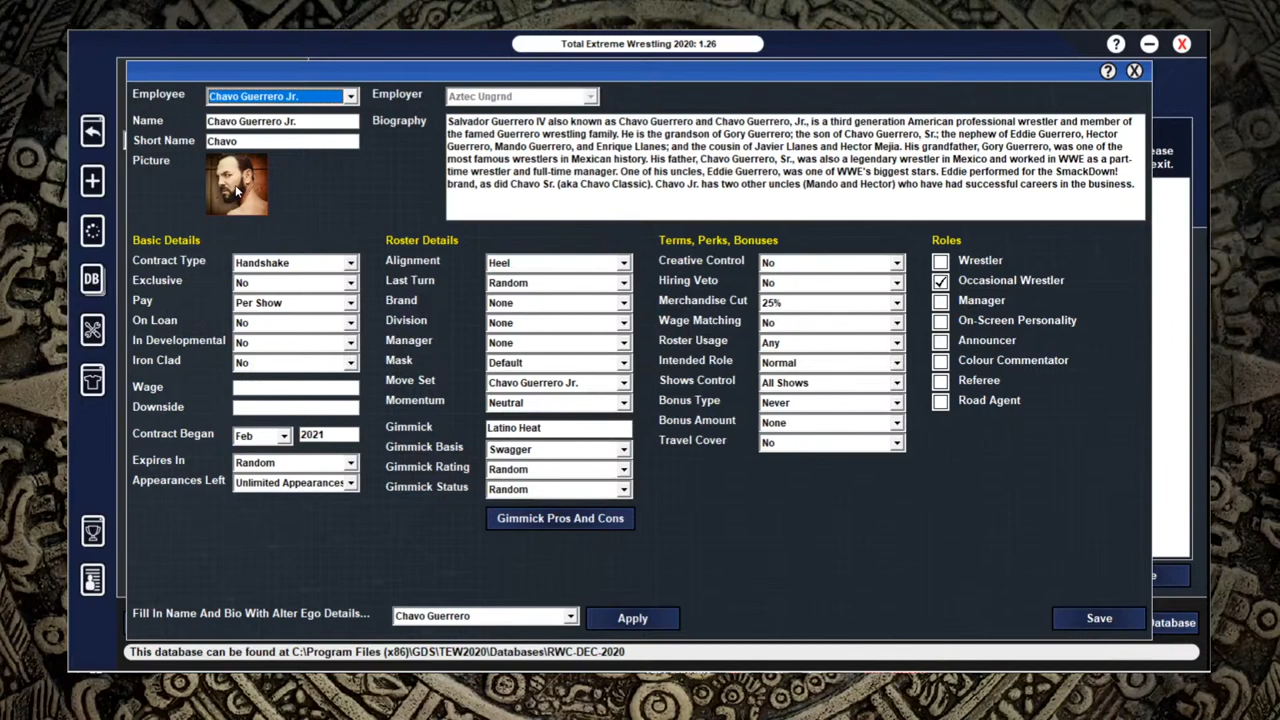 Total Extreme Wrestling 2020: 1.26
? – X
? X
Employee Chavo Guerrero Jr. Employer Aztec Ungrnd
Name Chavo Guerrero Jr.
Short Name Chavo
Picture
Biography
Salvador Guerrero IV also known as Chavo Guerrero and Chavo Guerrero, Jr., is a third generation American professional wrestler and member
of the famed Guerrero wrestling family. He is the grandson of Gory Guerrero; the son of Chavo Guerrero, Sr.; the nephew of Eddie Guerrero, Hector
Guerrero, Mando Guerrero, and Enrique Llanes; and the cousin of Javier Llanes and Hector Mejia. His grandfather, Gory Guerrero, was one of the
most famous wrestlers in Mexican history. His father, Chavo Guerrero, Sr., was also a legendary wrestler in Mexico and worked in WWE as a part-
time wrestler and full-time manager. One of his uncles, Eddie Guerrero, was one of WWE's biggest stars. Eddie performed for the SmackDown!
brand, as did Chavo Sr. (aka Chavo Classic). Chavo Jr. has two other uncles (Mando and Hector) who have had successful careers in the business.
ease
exit.
DB
Basic Details
Contract Type Handshake
Exclusive No
Pay Per Show
On Loan No
In Developmental No
Iron Clad No
Wage
Downside
Contract Began Feb 2021
Expires In Random
Appearances Left Unlimited Appearances
Roster Details
Alignment Heel
Last Turn Random
Brand None
Division None
Manager None
Mask Default
Move Set Chavo Guerrero Jr.
Momentum Neutral
Gimmick Latino Heat
Gimmick Basis Swagger
Gimmick Rating Random
Gimmick Status Random
Gimmick Pros And Cons
Terms, Perks, Bonuses
Creative Control No
Hiring Veto No
Merchandise Cut 25%
Wage Matching No
Roster Usage Any
Intended Role Normal
Shows Control All Shows
Bonus Type Never
Bonus Amount None
Travel Cover No
Roles
Wrestler
Occasional Wrestler
Manager
On-Screen Personality
Announcer
Colour Commentator
Referee
Road Agent
e
Fill In Name And Bio With Alter Ego Details... Chavo Guerrero Apply Save
atabase
This database can be found at C:\Program Files (x86)\GDS\TEW2020\Databases\RWC-DEC-2020